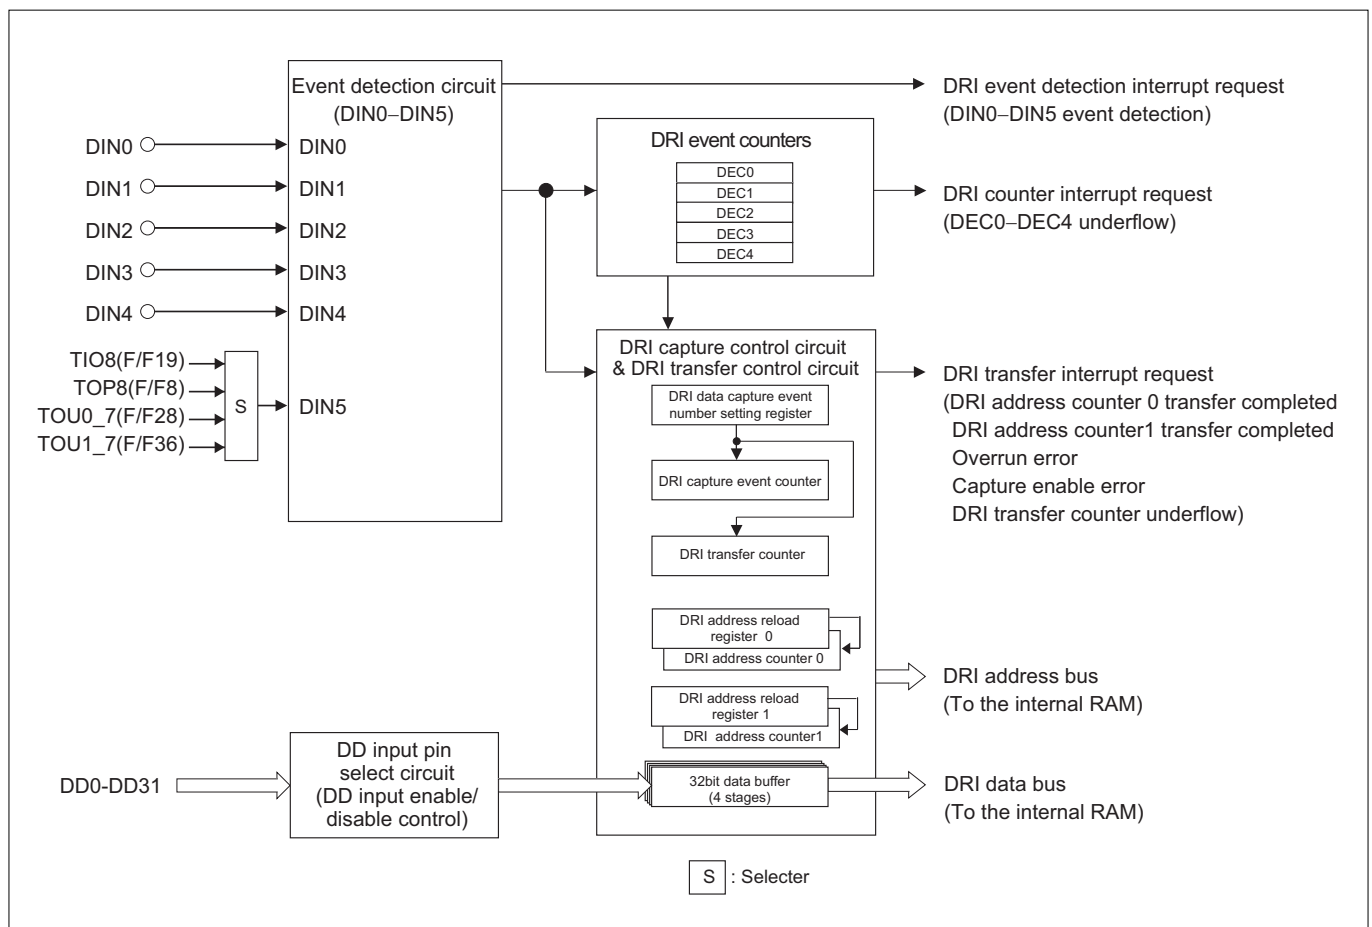 Event detection circuit
(DIN0–DIN5)
DRI event detection interrupt request
(DIN0–DIN5 event detection)
DIN0
DIN0
DIN1
DIN1
DIN2
DIN2
DIN3
DIN3
DIN4
DIN4
TIO8(F/F19)
TOP8(F/F8)
TOU0_7(F/F28)
TOU1_7(F/F36)
S
DIN5
DRI event counters
DEC0
DEC1
DEC2
DEC3
DEC4
DRI counter interrupt request
(DEC0–DEC4 underflow)
DRI capture control circuit
& DRI transfer control circuit
DRI data capture event
number setting register
DRI capture event counter
DRI transfer counter
DRI address reload
register 0
DRI address counter 0
DRI address reload
register 1
DRI address counter1
DRI transfer interrupt request
(DRI address counter 0 transfer completed
DRI address counter1 transfer completed
Overrun error
Capture enable error
DRI transfer counter underflow)
DRI address bus
(To the internal RAM)
DD0-DD31
DD input pin
select circuit
(DD input enable/
disable control)
32bit data buffer
(4 stages)
DRI data bus
(To the internal RAM)
S : Selecter